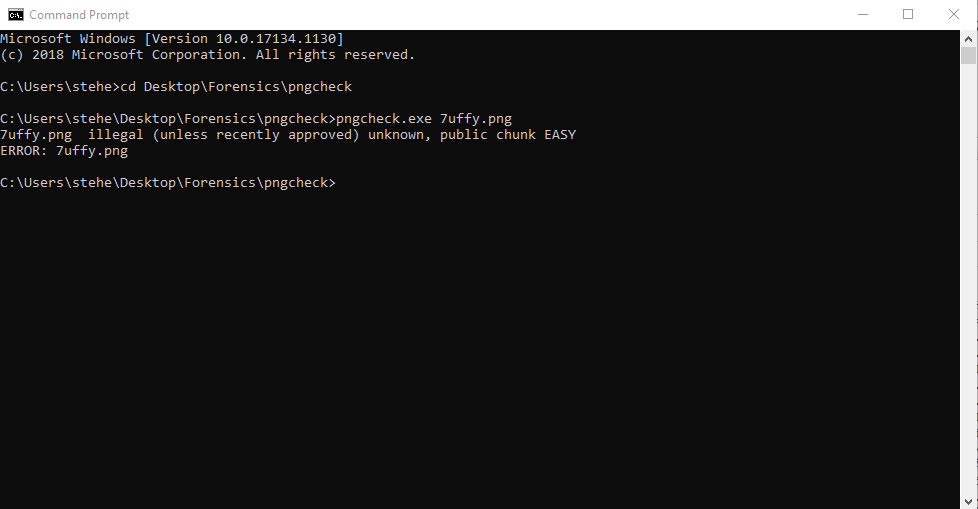 Command Prompt
Microsoft Windows [Version 10.0.17134.1130]
(c) 2018 Microsoft Corporation. All rights reserved.
C:\Users\stehe>cd Desktop\Forensics\pngcheck
C:\Users\stehe\Desktop\Forensics\pngcheck>pngcheck.exe 7uffy.png
7uffy.png  illegal (unless recently approved) unknown, public chunk EASY
ERROR: 7uffy.png
C:\Users\stehe\Desktop\Forensics\pngcheck>